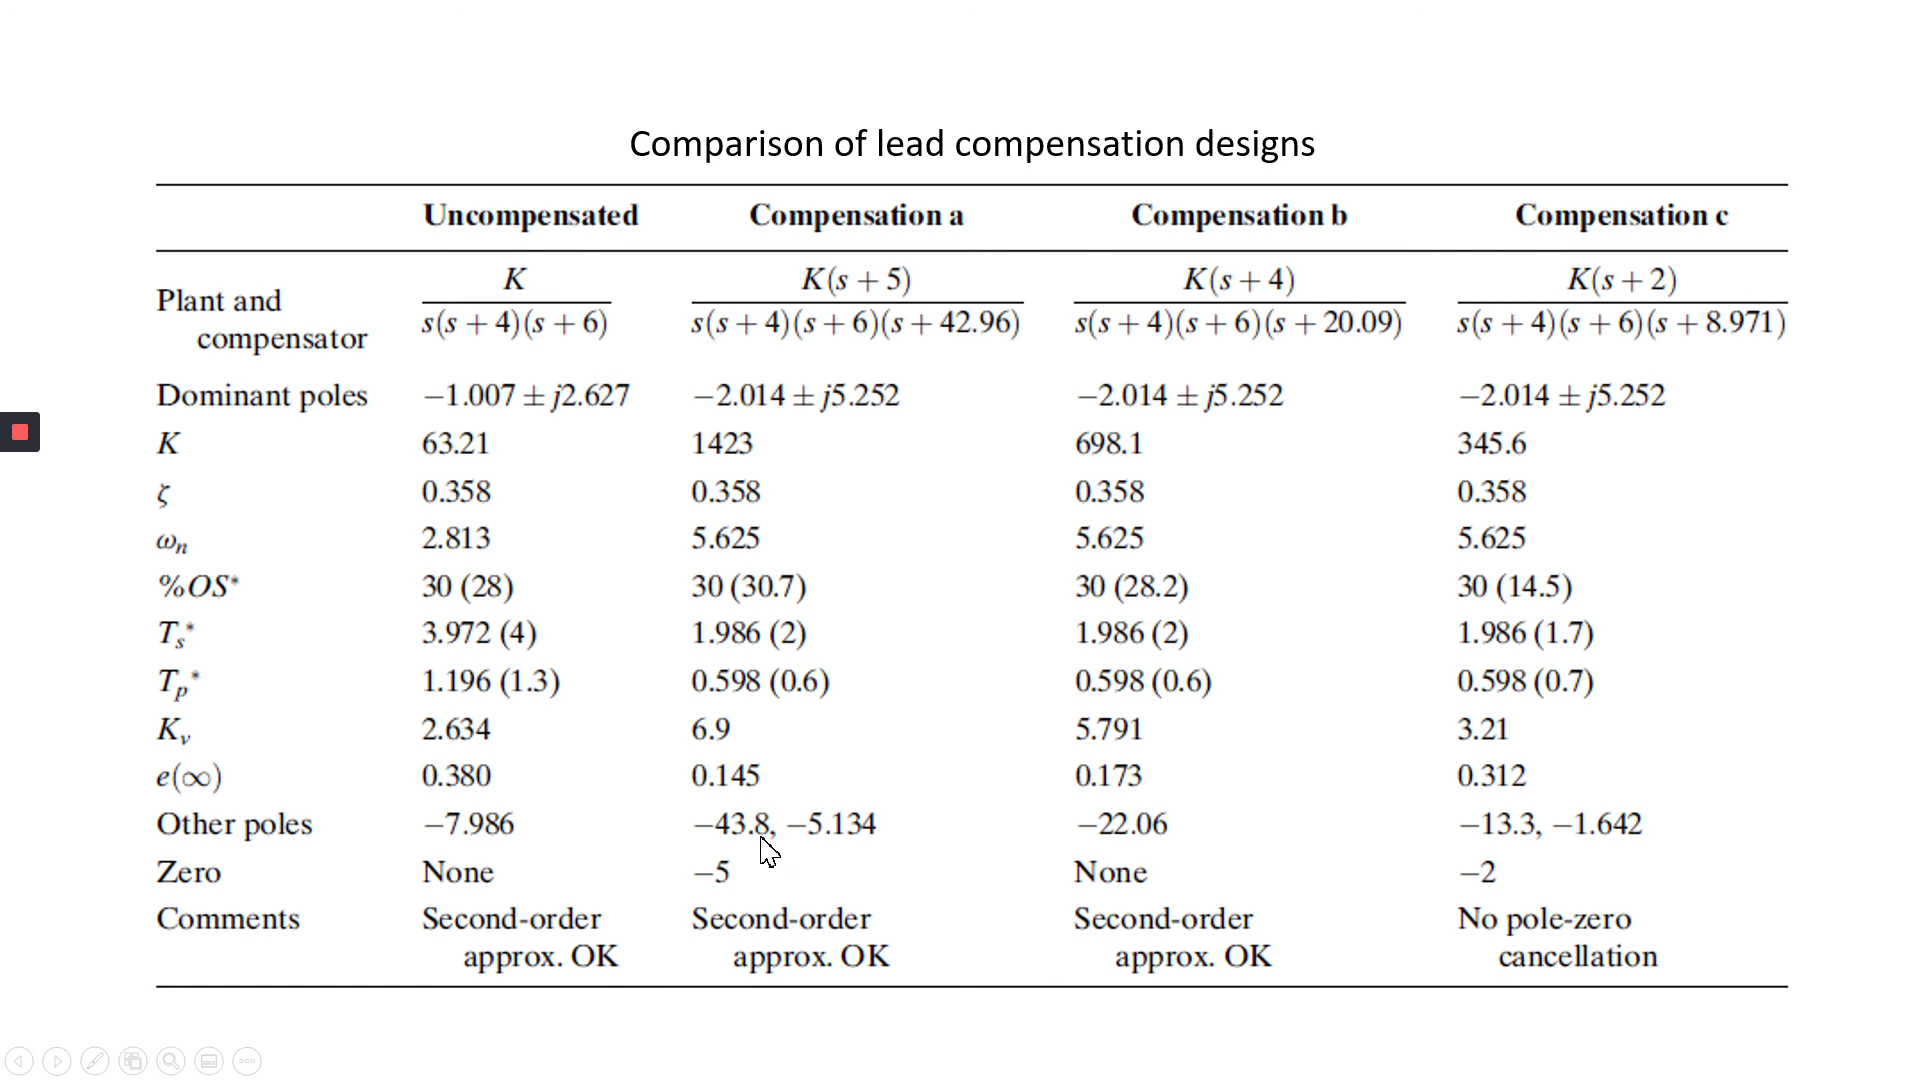 Comparison of lead compensation designs
Uncompensated Compensation a Compensation b Compensation c
Plant and compensator K / s(s + 4)(s + 6) K(s + 5) / s(s + 4)(s + 6)(s + 42.96) K(s + 4) / s(s + 4)(s + 6)(s + 20.09) K(s + 2) / s(s + 4)(s + 6)(s + 8.971)
Dominant poles −1.007 ± j2.627 −2.014 ± j5.252 −2.014 ± j5.252 −2.014 ± j5.252
K 63.21 1423 698.1 345.6
ζ 0.358 0.358 0.358 0.358
ωn 2.813 5.625 5.625 5.625
%OS* 30 (28) 30 (30.7) 30 (28.2) 30 (14.5)
Ts* 3.972 (4) 1.986 (2) 1.986 (2) 1.986 (1.7)
Tp* 1.196 (1.3) 0.598 (0.6) 0.598 (0.6) 0.598 (0.7)
Kv 2.634 6.9 5.791 3.21
e(∞) 0.380 0.145 0.173 0.312
Other poles −7.986 −43.8, −5.134 −22.06 −13.3, −1.642
Zero None −5 None −2
Comments Second-order approx. OK Second-order approx. OK Second-order approx. OK No pole-zero cancellation